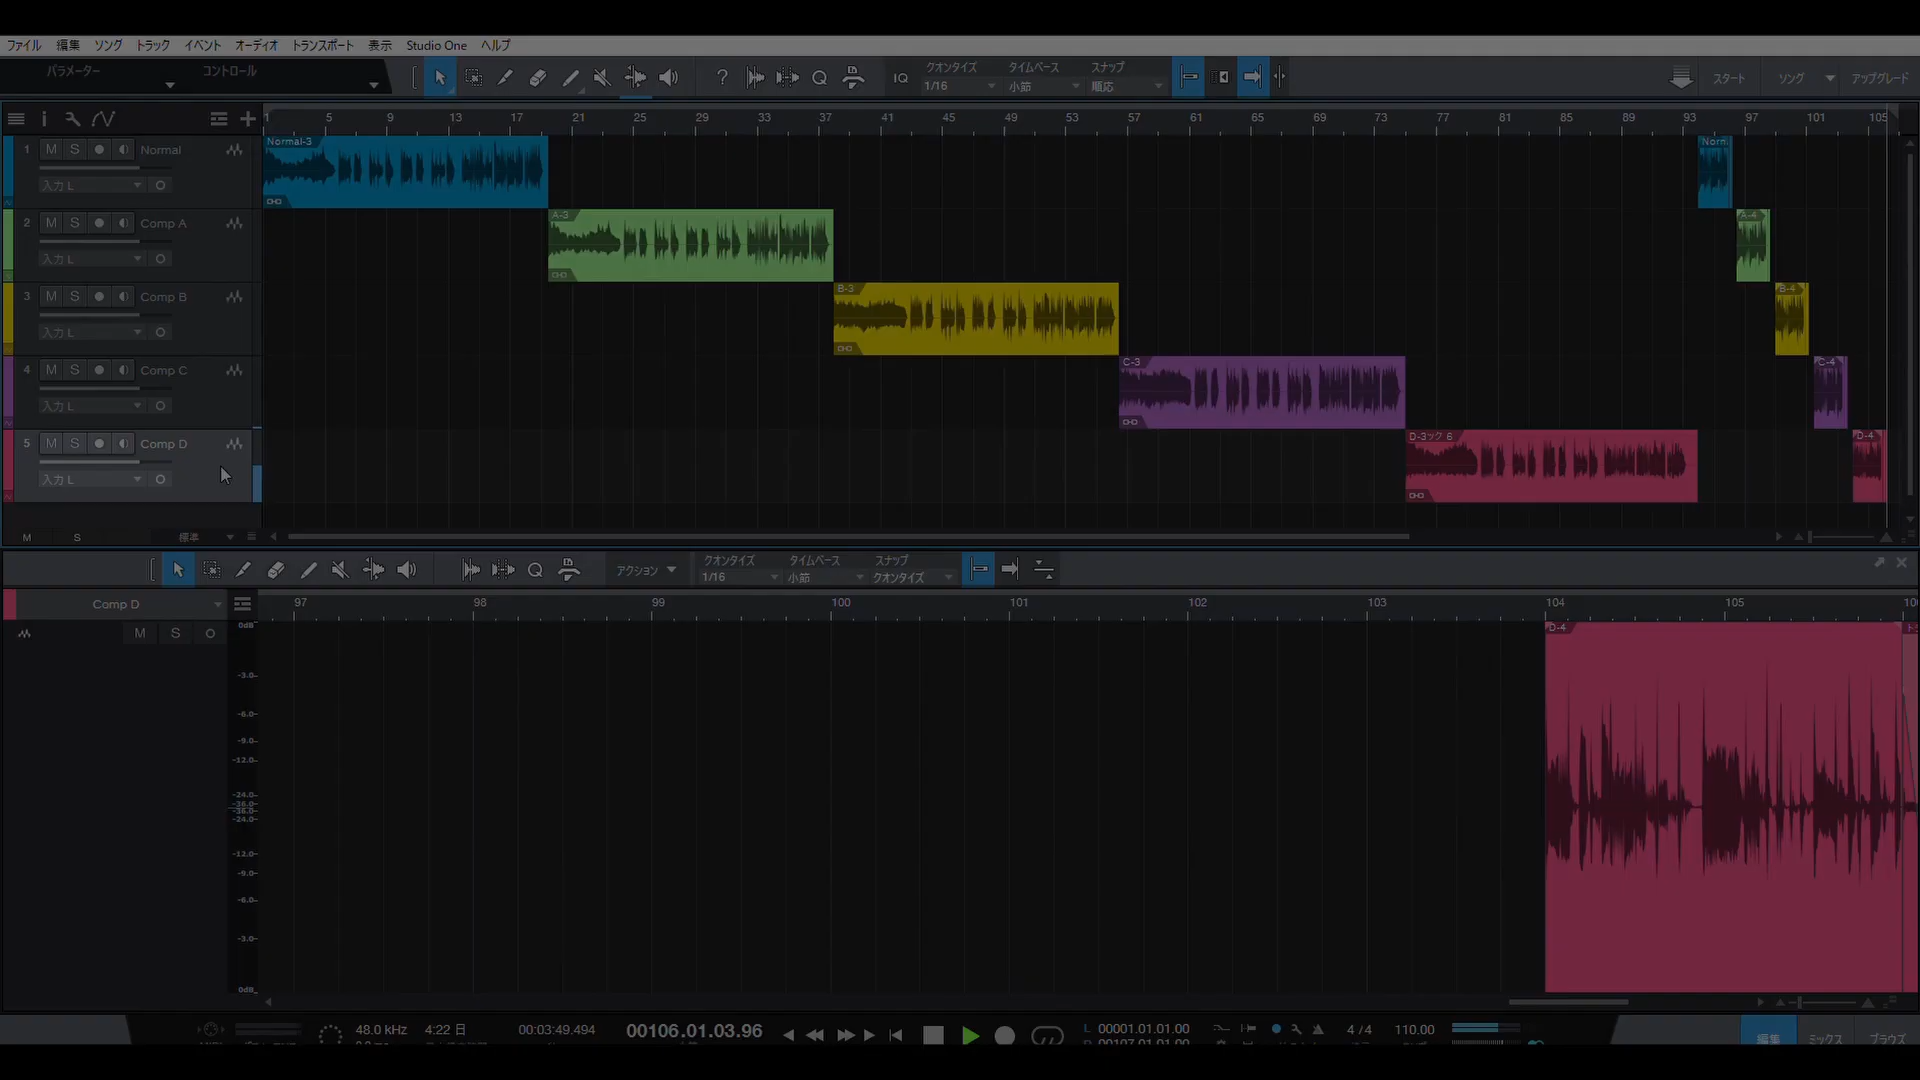 ファイル 編集 ソング トラック イベント オーディオ トランスポート 表示 Studio One ヘルプ
パラメーター コントロール
? IQ クオンタイズ タイムベース スナップ スタート ソング アップグレード
1/16 小節 順応
1 5 9 13 17 21 25 29 33 37 41 45 49 53 57 61 65 69 73 77 81 85 89 93 97 101 105
1 M S Normal
入力 L
Normal-3
Norm.
2 M S Comp A
入力 L
A-3
A-4
3 M S Comp B
入力 L
B-3
B-4
4 M S Comp C
入力 L
C-3
C-4
5 M S Comp D
入力 L
D-3ック 6
D-4
M S 標準
アクション クオンタイズ タイムベース スナップ
1/16 小節 クオンタイズ
Comp D
97 98 99 100 101 102 103 104 105
M S
D-4
0dB
-3.0
-6.0
-9.0
-12.0
-24.0
-36.0
-36.0
-24.0
-12.0
-9.0
-6.0
-3.0
0dB
48.0 kHz 4:22 日 00:03:49.494 00106.01.03.96 L 00001.01.01.00 4 / 4 110.00
00107.01.01.00
編集 ミックス ブラウズ